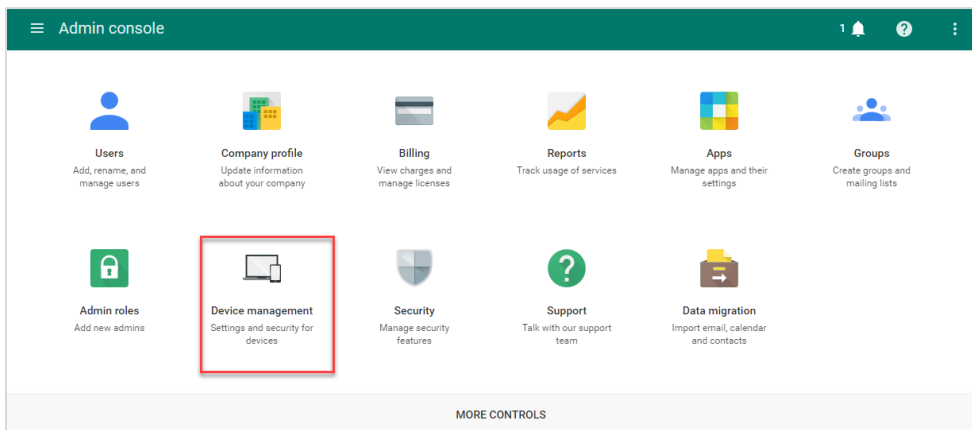 Admin console
1
Users
Add, rename, and
manage users
Company profile
Update information
about your company
Billing
View charges and
manage licenses
Reports
Track usage of services
Apps
Manage apps and their
settings
Groups
Create groups and
mailing lists
Admin roles
Add new admins
Device management
Settings and security for
devices
Security
Manage security
features
Support
Talk with our support
team
Data migration
Import email, calendar
and contacts
MORE CONTROLS